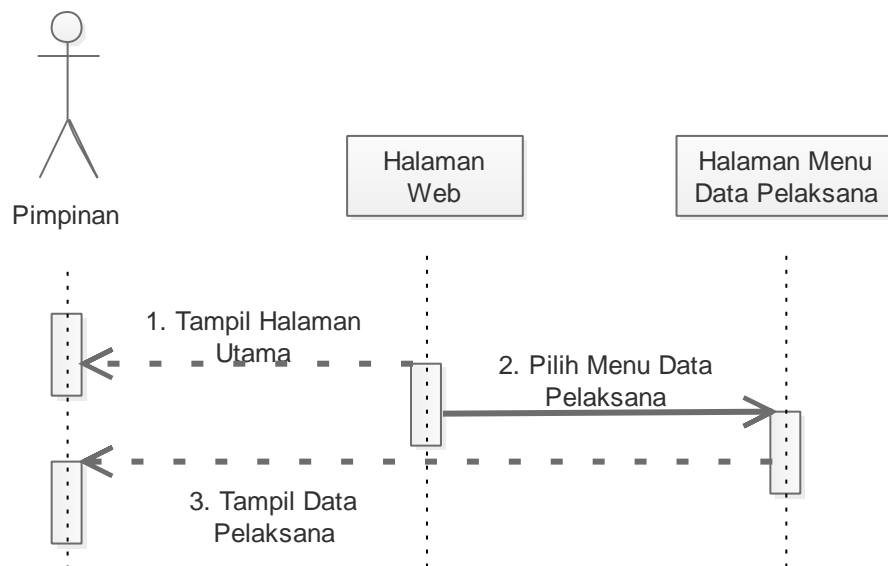 Pimpinan
Halaman
Web
Halaman Menu
Data Pelaksana
1. Tampil Halaman
Utama
2. Pilih Menu Data
Pelaksana
3. Tampil Data
Pelaksana